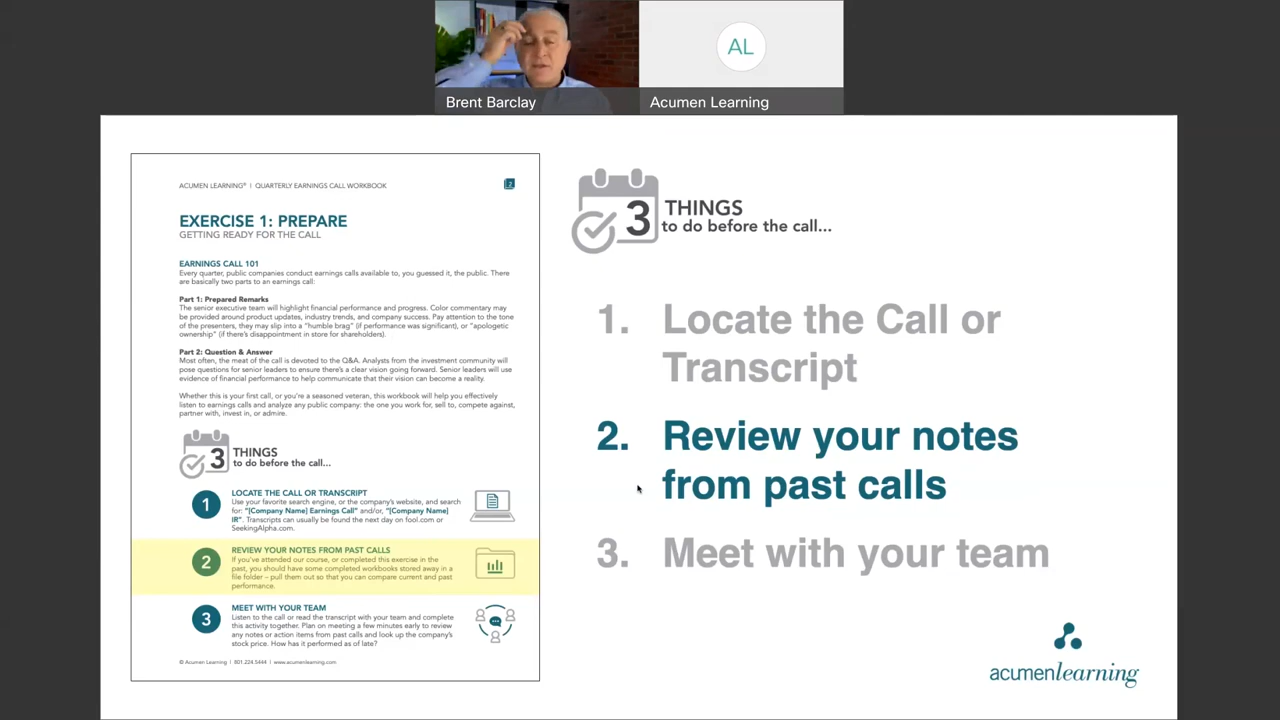 AL
Brent Barclay
Acumen Learning
ACUMEN LEARNING® | QUARTERLY EARNINGS CALL WORKBOOK
2
EXERCISE 1: PREPARE
GETTING READY FOR THE CALL
EARNINGS CALL 101
Every quarter, public companies conduct earnings calls available to, you guessed it, the public. There
are basically two parts to an earnings call:
Part 1: Prepared Remarks
The senior executive team will highlight financial performance and progress. Color commentary may
be provided around product updates, industry trends, and company success. Pay attention to the tone
of the presenters, they may slip into a "humble brag" (if performance was significant), or "apologetic
ownership" (if there's disappointment in store for shareholders).
Part 2: Question & Answer
Most often, the meat of the call is devoted to the Q&A. Analysts from the investment community will
pose questions for senior leaders to ensure there's a clear vision going forward. Senior leaders will use
evidence of financial performance to help communicate that their vision can become a reality.
Whether this is your first call, or you're a seasoned veteran, this workbook will help you effectively
listen to earnings calls and analyze any public company: the one you work for, sell to, compete against,
partner with, invest in, or admire.
3 THINGS
to do before the call...
1 LOCATE THE CALL OR TRANSCRIPT
Use your favorite search engine, or the company's website, and search
for: "[Company Name] Earnings Call" and/or, "[Company Name]
IR". Transcripts can usually be found the next day on fool.com or
SeekingAlpha.com.
2 REVIEW YOUR NOTES FROM PAST CALLS
If you've attended our course, or completed this exercise in the
past, you should have some completed workbooks stored away in a
file folder – pull them out so that you can compare current and past
performance.
3 MEET WITH YOUR TEAM
Listen to the call or read the transcript with your team and complete
this activity together. Plan on meeting a few minutes early to review
any notes or action items from past calls and look up the company's
stock price. How has it performed as of late?
© Acumen Learning | 801.224.5444 | www.acumenlearning.com
3 THINGS
to do before the call...
1. Locate the Call or
Transcript
2. Review your notes
from past calls
3. Meet with your team
acumenlearning